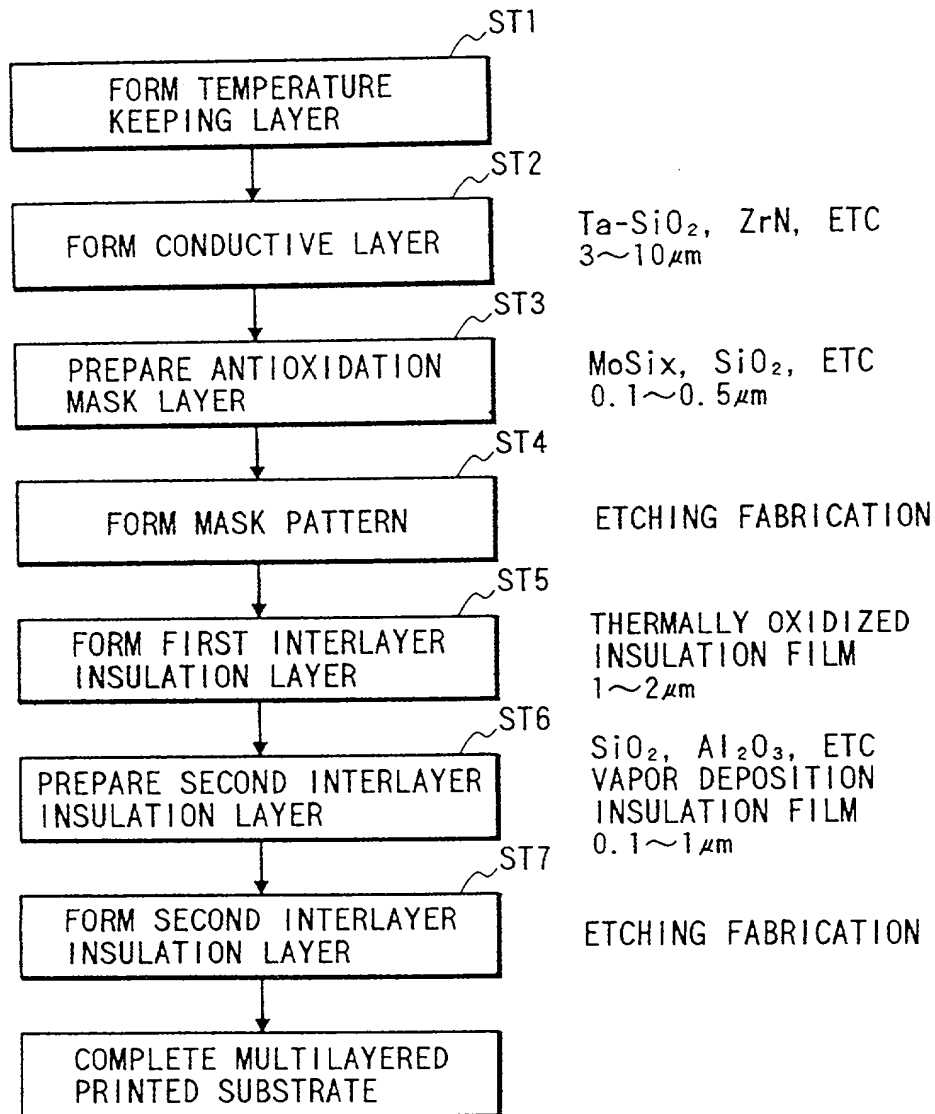 ST1
FORM TEMPERATURE
KEEPING LAYER
ST2
FORM CONDUCTIVE LAYER
Ta-SiO₂, ZrN, ETC
3～10μm
ST3
PREPARE ANTIOXIDATION
MASK LAYER
MoSix, SiO₂, ETC
0.1～0.5μm
ST4
FORM MASK PATTERN
ETCHING FABRICATION
ST5
FORM FIRST INTERLAYER
INSULATION LAYER
THERMALLY OXIDIZED
INSULATION FILM
1～2μm
ST6
PREPARE SECOND INTERLAYER
INSULATION LAYER
SiO₂, Al₂O₃, ETC
VAPOR DEPOSITION
INSULATION FILM
0.1～1μm
ST7
FORM SECOND INTERLAYER
INSULATION LAYER
ETCHING FABRICATION
COMPLETE MULTILAYERED
PRINTED SUBSTRATE